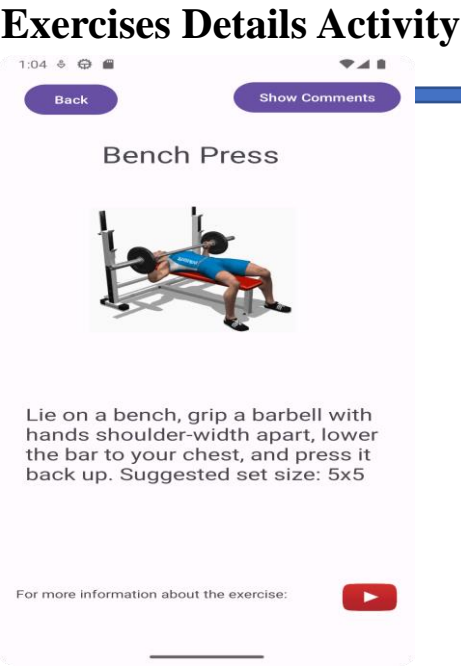 Exercises Details Activity
1:04
Back
Show Comments
Bench Press
Lie on a bench, grip a barbell with
hands shoulder-width apart, lower
the bar to your chest, and press it
back up. Suggested set size: 5x5
For more information about the exercise: